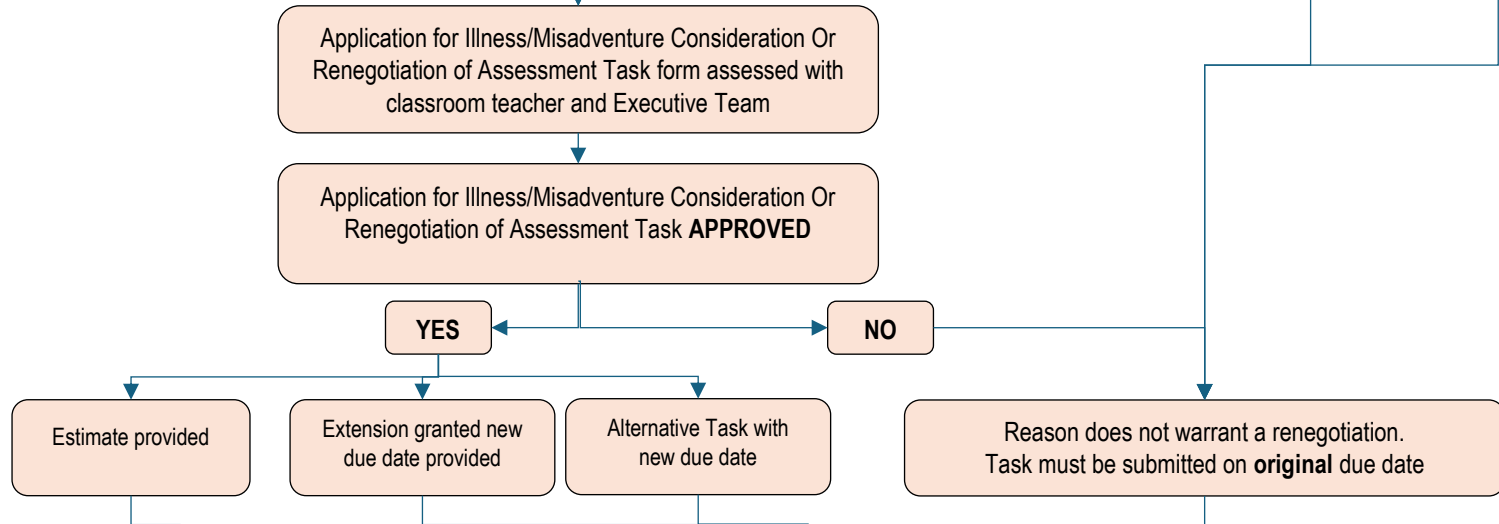 Application for Illness/Misadventure Consideration Or
Renegotiation of Assessment Task form assessed with
classroom teacher and Executive Team
Application for Illness/Misadventure Consideration Or
Renegotiation of Assessment Task APPROVED
YES
NO
Estimate provided
Extension granted new
due date provided
Alternative Task with
new due date
Reason does not warrant a renegotiation.
Task must be submitted on original due date